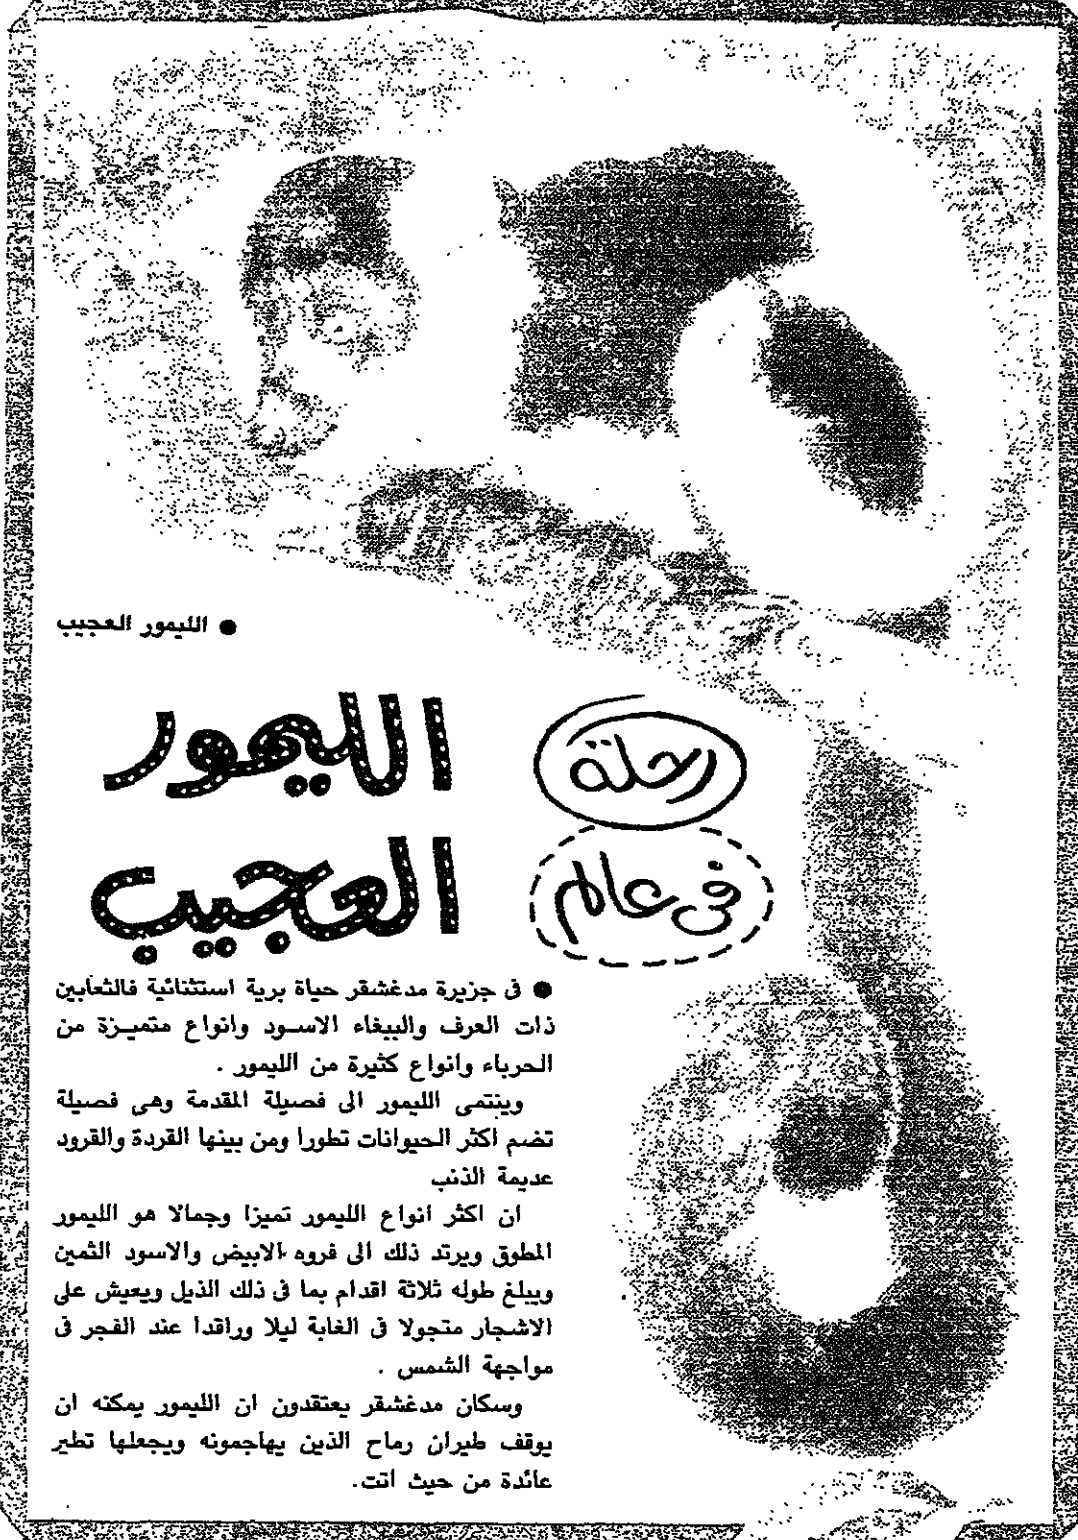 ● الليمور العجيب
رحلة
فى عالم
الليمور
العجيب
● فى جزيرة مدغشقر حياة برية استثنائية فالثعابين
ذات العرف والببغاء الاسود وانواع متميزة من
الحرباء وانواع كثيرة من الليمور .
وينتمى الليمور الى فصيلة المقدمة وهى فصيلة
تضم اكثر الحيوانات تطورا ومن بينها القردة والقرود
عديمة الذنب
ان اكثر انواع الليمور تميزا وجمالا هو الليمور
المطوق ويرتد ذلك الى فروه الابيض والاسود الثمين
ويبلغ طوله ثلاثة اقدام بما فى ذلك الذيل ويعيش على
الاشجار متجولا فى الغابة ليلا وراقدا عند الفجر فى
مواجهة الشمس .
وسكان مدغشقر يعتقدون ان الليمور يمكنه ان
يوقف طيران رماح الذين يهاجمونه ويجعلها تطير
عائدة من حيث اتت.